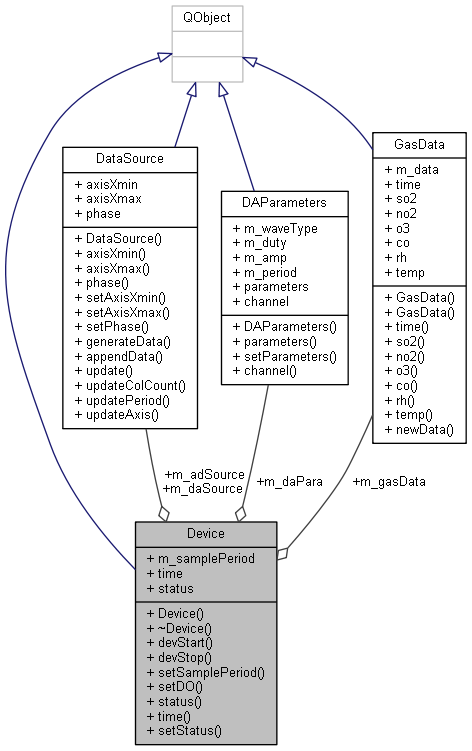 QObject
DataSource
+ axisXmin
+ axisXmax
+ phase
+ DataSource()
+ axisXmin()
+ axisXmax()
+ phase()
+ setAxisXmin()
+ setAxisXmax()
+ setPhase()
+ generateData()
+ appendData()
+ update()
+ updateColCount()
+ updatePeriod()
+ updateAxis()
DAParameters
+ m_waveType
+ m_duty
+ m_amp
+ m_period
+ parameters
+ channel
+ DAParameters()
+ parameters()
+ setParameters()
+ channel()
GasData
+ m_data
+ time
+ so2
+ no2
+ o3
+ co
+ rh
+ temp
+ GasData()
+ GasData()
+ time()
+ so2()
+ no2()
+ o3()
+ co()
+ rh()
+ temp()
+ newData()
+m_adSource
+m_daSource
+m_daPara
+m_gasData
Device
+ m_samplePeriod
+ time
+ status
+ Device()
+ ~Device()
+ devStart()
+ devStop()
+ setSamplePeriod()
+ setDO()
+ status()
+ time()
+ setStatus()